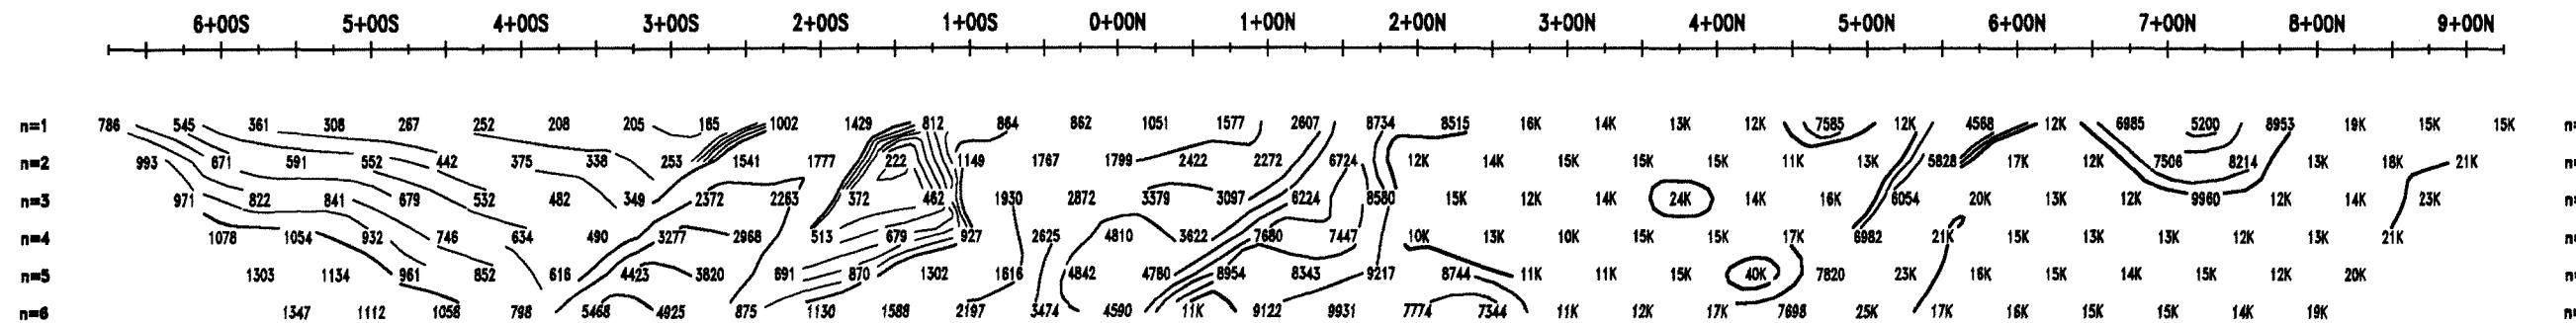 6+00S 5+00S 4+00S 3+00S 2+00S 1+00S 0+00N 1+00N 2+00N 3+00N 4+00N 5+00N 6+00N 7+00N 8+00N 9+00N
n=1 786 545 361 308 267 252 208 205 185 1002 1429 812 864 862 1051 1577 2607 8734 8515 16K 14K 13K 12K 7585 12K 4568 12K 6985 5200 8953 19K 15K 15K n=
n=2 993 671 591 552 442 375 338 253 1541 1777 222 1149 1767 1799 2422 2272 6724 12K 14K 15K 15K 15K 11K 13K 5828 17K 12K 7506 8214 13K 18K 21K n=
n=3 971 822 841 679 532 482 349 2372 2263 372 462 1930 2872 3379 3097 6224 8580 15K 12K 14K 24K 14K 16K 6054 20K 13K 12K 9960 12K 14K 23K n=
n=4 1078 1054 932 746 634 490 3277 2968 513 679 927 2625 4810 3622 7680 7447 10K 13K 10K 15K 15K 17K 6982 21K 15K 13K 13K 12K 13K 21K n=
n=5 1303 1134 961 852 616 4423 3820 691 870 1302 1616 4842 4760 8954 8343 9217 8744 11K 11K 15K 40K 7820 23K 16K 15K 14K 15K 12K 20K n=
n=6 1347 1112 1058 798 5468 4925 875 1130 1588 2197 3474 4590 11K 9122 9931 7774 7344 11K 12K 17K 7698 25K 17K 16K 15K 15K 14K 19K n=